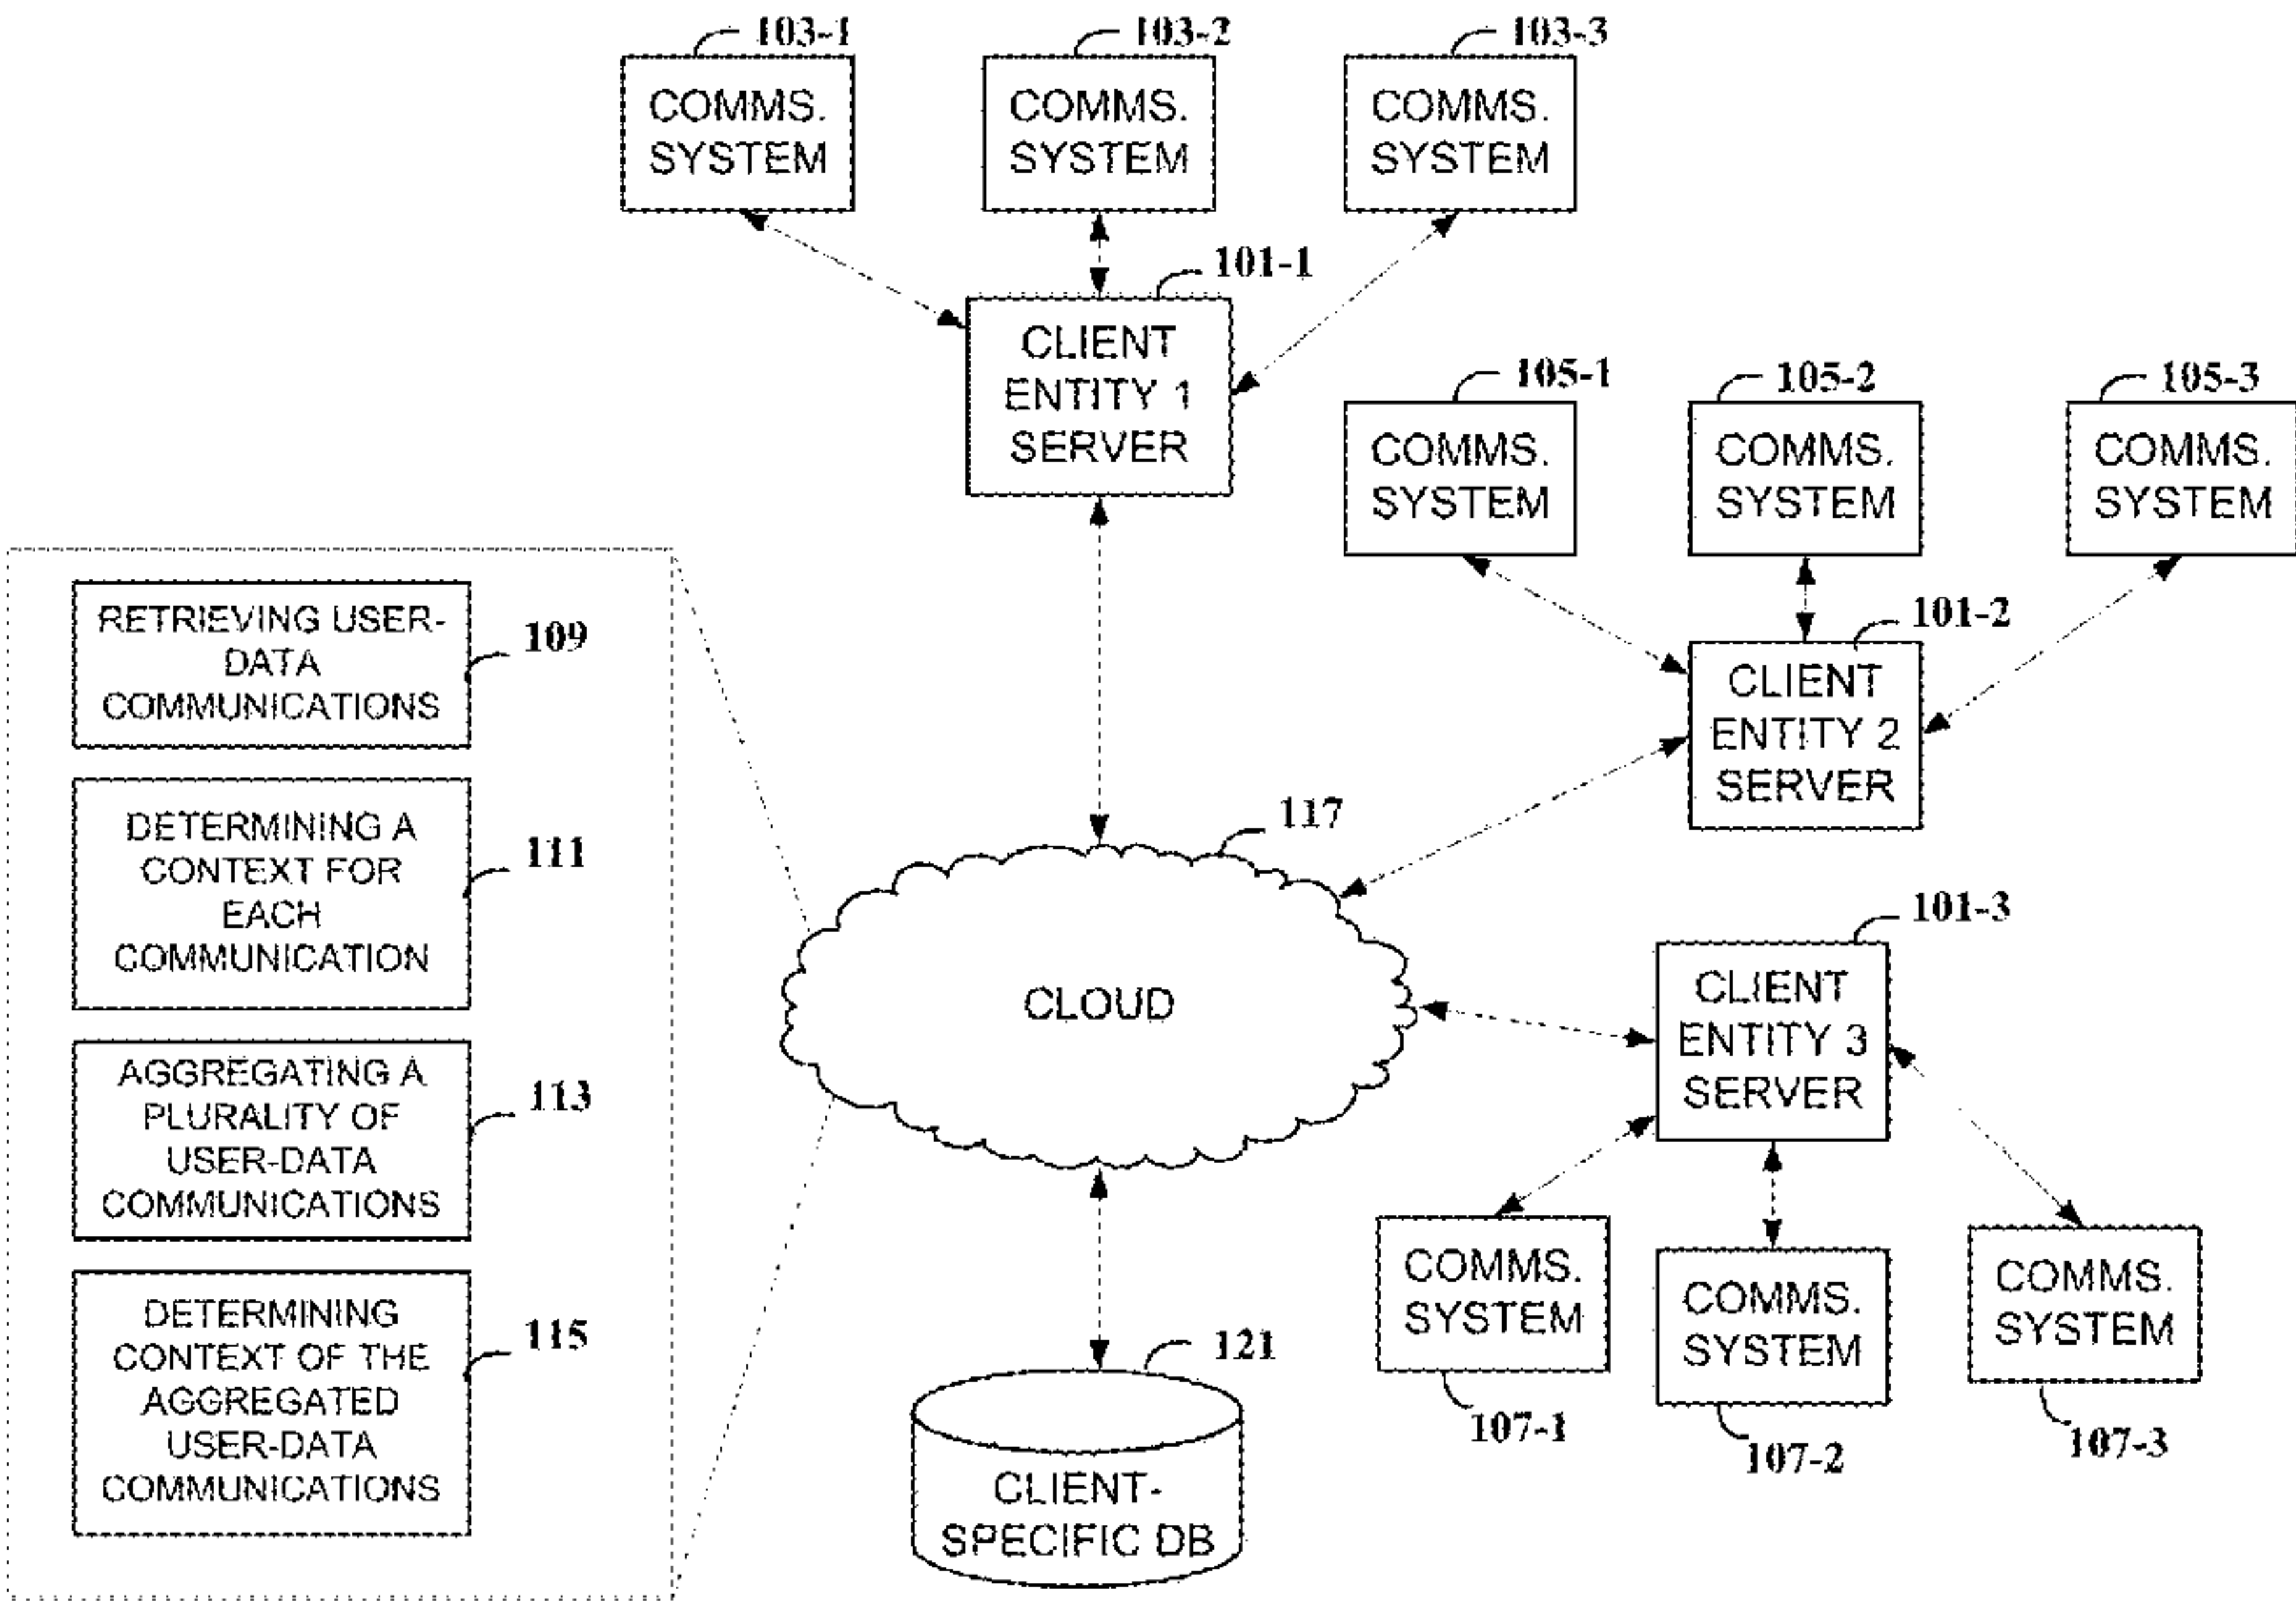 103-1
COMMS.
SYSTEM
103-2
COMMS.
SYSTEM
103-3
COMMS.
SYSTEM
101-1
CLIENT
ENTITY 1
SERVER
105-1
COMMS.
SYSTEM
105-2
COMMS.
SYSTEM
105-3
COMMS.
SYSTEM
101-2
CLIENT
ENTITY 2
SERVER
RETRIEVING USER-
DATA
COMMUNICATIONS
109
DETERMINING A
CONTEXT FOR
EACH
COMMUNICATION
111
AGGREGATING A
PLURALITY OF
USER-DATA
COMMUNICATIONS
113
DETERMINING
CONTEXT OF THE
AGGREGATED
USER-DATA
COMMUNICATIONS
115
117
CLOUD
101-3
CLIENT
ENTITY 3
SERVER
COMMS.
SYSTEM
107-1
COMMS.
SYSTEM
107-2
COMMS.
SYSTEM
107-3
121
CLIENT-
SPECIFIC DB